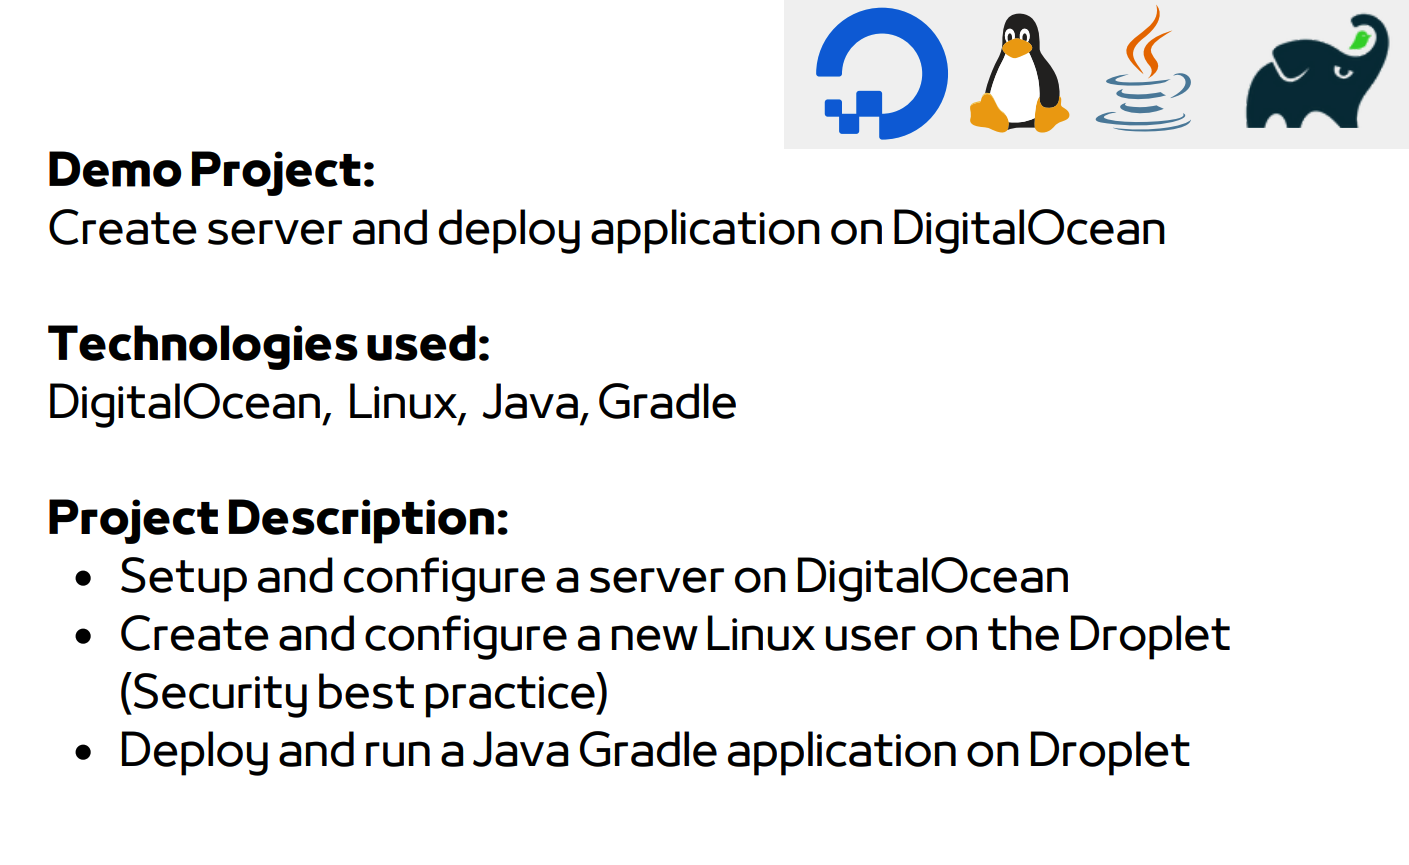 Demo Project:
Create server and deploy application on DigitalOcean
Technologies used:
DigitalOcean, Linux, Java, Gradle
Project Description:
• Setup and configure a server on DigitalOcean
• Create and configure a new Linux user on the Droplet
(Security best practice)
• Deploy and run a Java Gradle application on Droplet